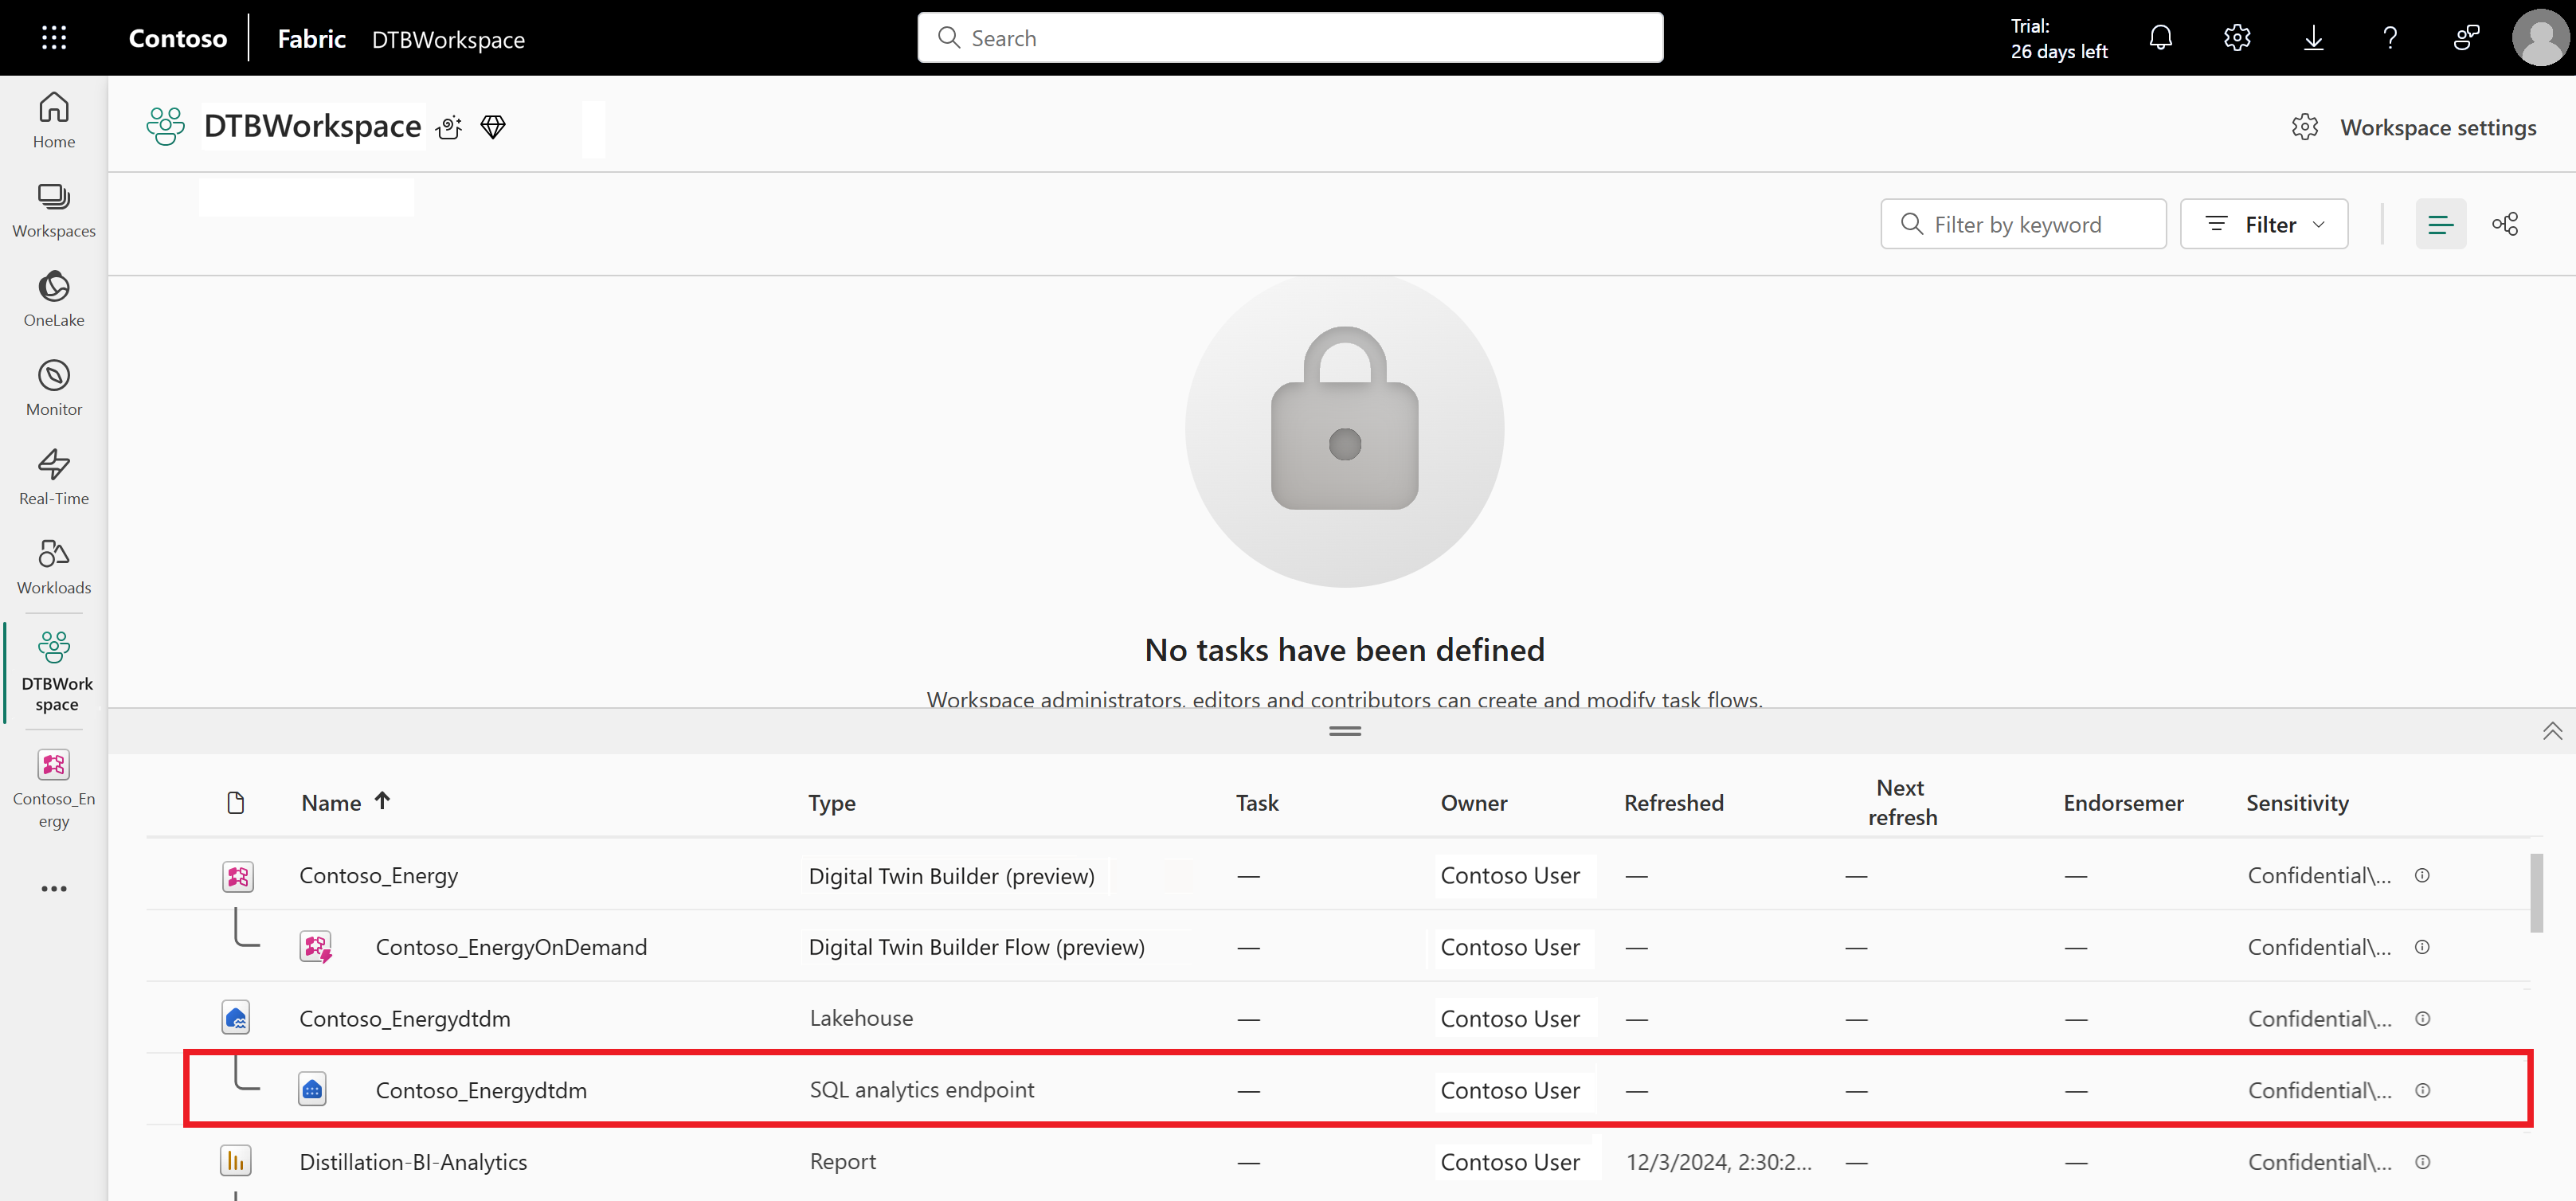 Contoso Fabric DTBWorkspace Search Trial:
26 days left
DTBWorkspace Workspace settings
Home
Workspaces
OneLake
Monitor
Real-Time
Workloads
DTBWork
space
Contoso_En
ergy
Filter by keyword Filter
No tasks have been defined
Workspace administrators, editors and contributors can create and modify task flows.
Name Type Task Owner Refreshed Next refresh Endorsemer Sensitivity
Contoso_Energy Digital Twin Builder (preview) — Contoso User — — — Confidential\...
Contoso_EnergyOnDemand Digital Twin Builder Flow (preview) — Contoso User — — — Confidential\...
Contoso_Energydtdm Lakehouse — Contoso User — — — Confidential\...
Contoso_Energydtdm SQL analytics endpoint — Contoso User — — — Confidential\...
Distillation-BI-Analytics Report — Contoso User 12/3/2024, 2:30:2... — — Confidential\...